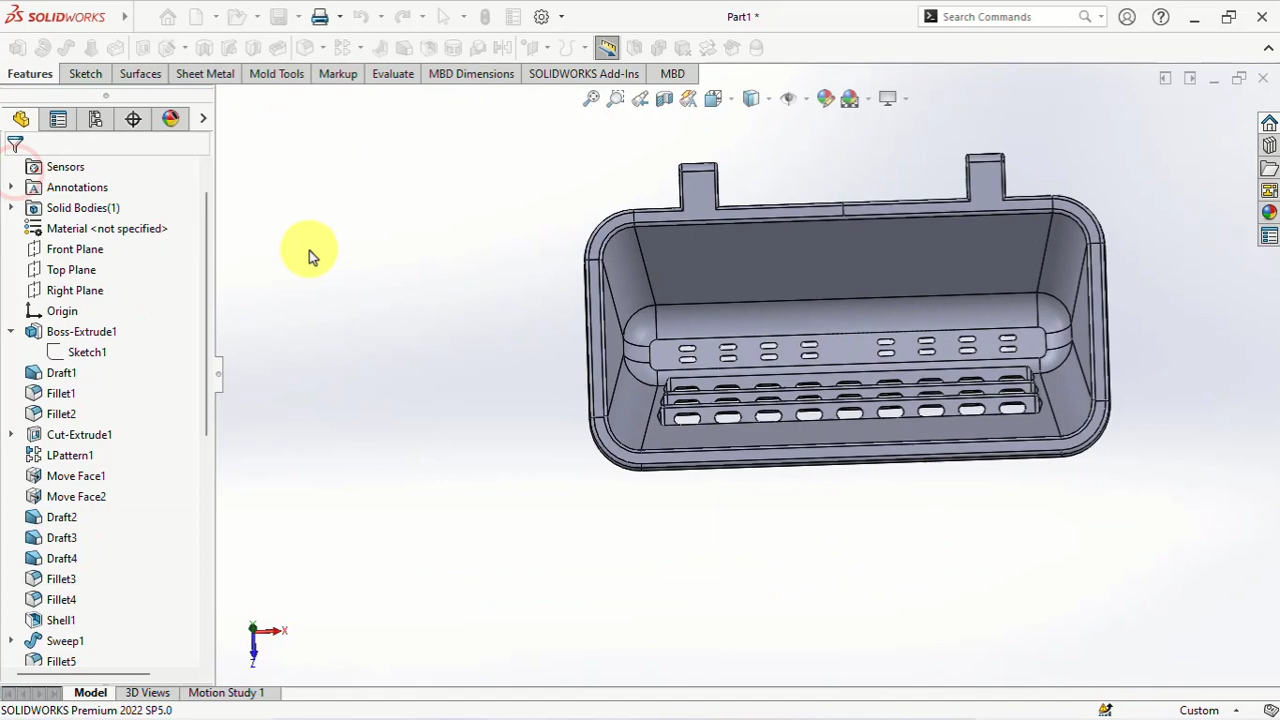 SOLIDWORKS
Part1 *
Search Commands
Features
Sketch
Surfaces
Sheet Metal
Mold Tools
Markup
Evaluate
MBD Dimensions
SOLIDWORKS Add-Ins
MBD
Sensors
Annotations
Solid Bodies(1)
Material <not specified>
Front Plane
Top Plane
Right Plane
Origin
Boss-Extrude1
Sketch1
Draft1
Fillet1
Fillet2
Cut-Extrude1
LPattern1
Move Face1
Move Face2
Draft2
Draft3
Draft4
Fillet3
Fillet4
Shell1
Sweep1
Fillet5
X
Z
Model
3D Views
Motion Study 1
SOLIDWORKS Premium 2022 SP5.0
Custom